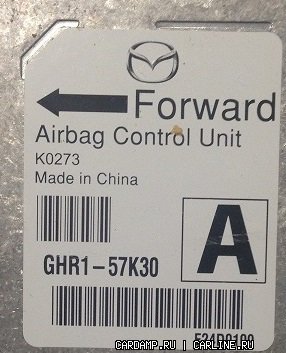 Forward
Airbag Control Unit
K0273
Made in China
GHR1-57K30
A
CARDAMP.RU | CARLINE.RU